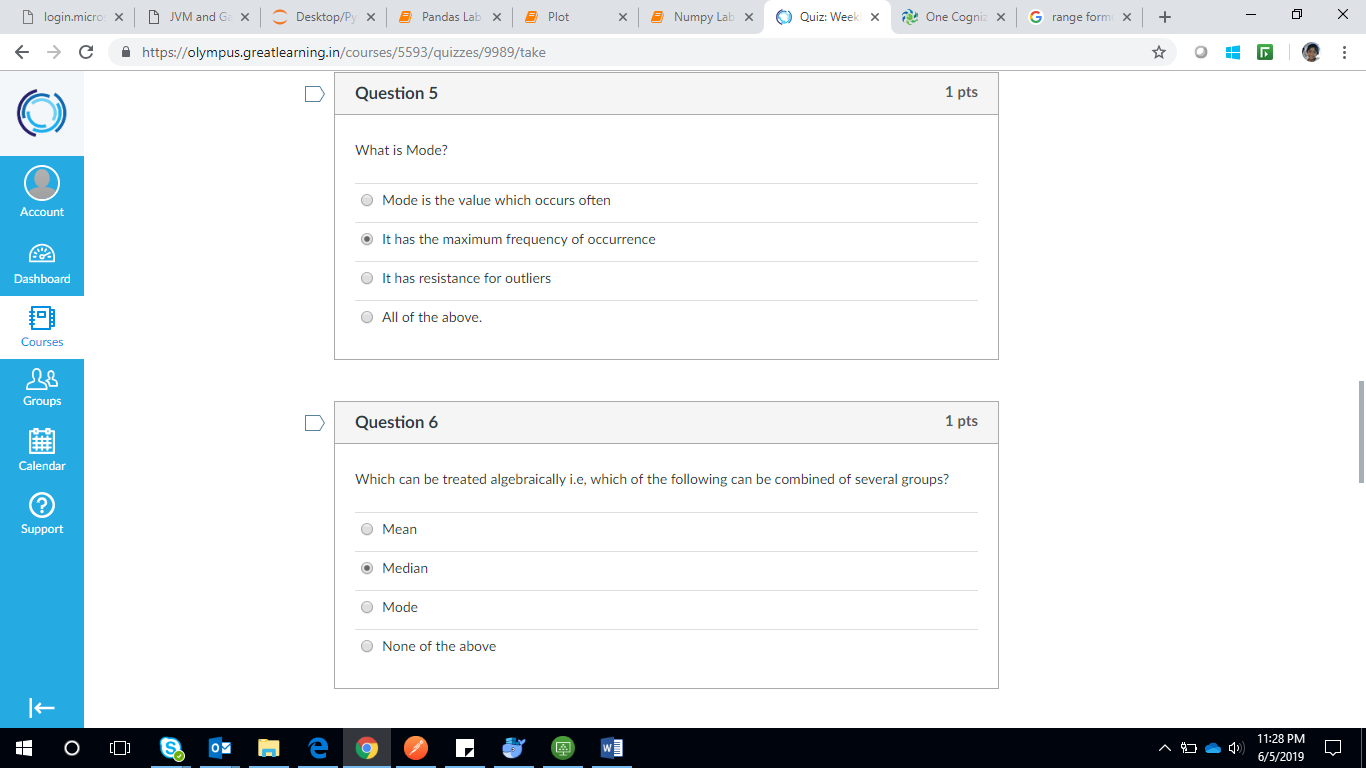 login.micro
JVM and Ga
Desktop/Py
Pandas Lab
Plot
Numpy Lab
Quiz: Week
One Cogniz
range form
https://olympus.greatlearning.in/courses/5593/quizzes/9989/take
Account
Dashboard
Courses
Groups
Calendar
Support
Question 5 1 pts
What is Mode?
Mode is the value which occurs often
It has the maximum frequency of occurrence
It has resistance for outliers
All of the above.
Question 6 1 pts
Which can be treated algebraically i.e, which of the following can be combined of several groups?
Mean
Median
Mode
None of the above
11:28 PM
6/5/2019